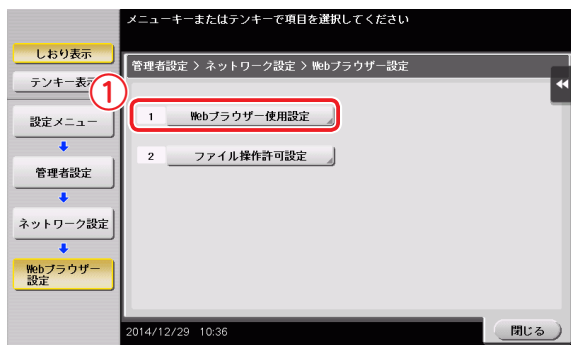 メニューキーまたはテンキーで項目を選択してください
しおり表示
テンキー表
①
管理者設定 > ネットワーク設定 > Webブラウザー設定
設定メニュー
管理者設定
ネットワーク設定
Webブラウザー
設定
1 Webブラウザー使用設定
2 ファイル操作許可設定
2014/12/29 10:36
閉じる